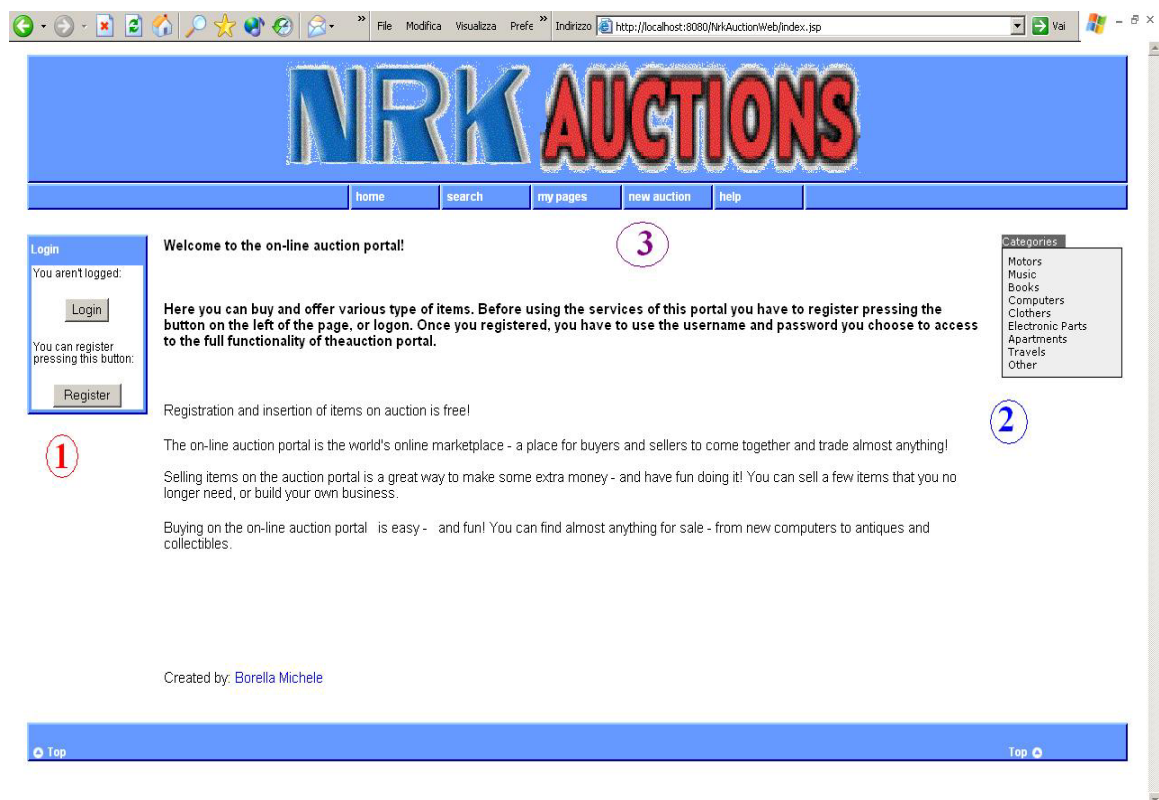 » File Modifica Visualizza Prefe » Indirizzo http://localhost:8080/NrkAuctionWeb/index.jsp Vai
NRK AUCTIONS
home search my pages new auction help
Login
You aren't logged:
Login
You can register
pressing this button:
Register
1
Welcome to the on-line auction portal!
3
Here you can buy and offer various type of items. Before using the services of this portal you have to register pressing the
button on the left of the page, or logon. Once you registered, you have to use the username and password you choose to access
to the full functionality of theauction portal.
Registration and insertion of items on auction is free!
The on-line auction portal is the world's online marketplace - a place for buyers and sellers to come together and trade almost anything!
Selling items on the auction portal is a great way to make some extra money - and have fun doing it! You can sell a few items that you no
longer need, or build your own business.
Buying on the on-line auction portal is easy - and fun! You can find almost anything for sale - from new computers to antiques and
collectibles.
Created by: Borella Michele
Categories
Motors
Music
Books
Computers
Clothers
Electronic Parts
Apartments
Travels
Other
2
Top Top